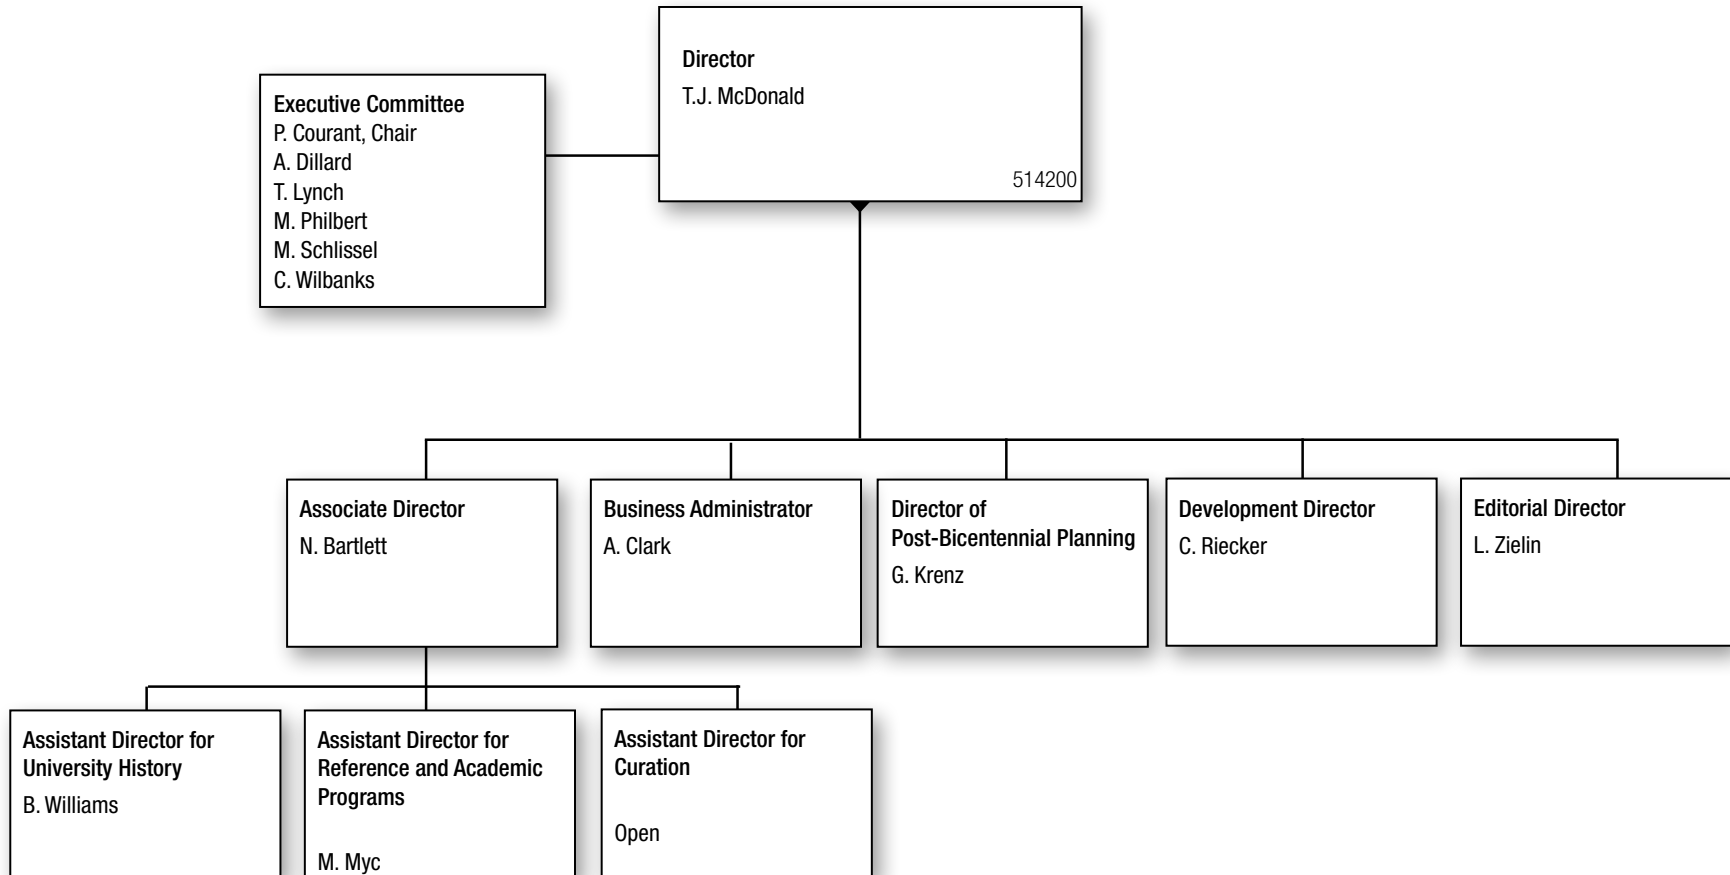 Director
T.J. McDonald
514200
Executive Committee
P. Courant, Chair
A. Dillard
T. Lynch
M. Philbert
M. Schlissel
C. Wilbanks
Associate Director
N. Bartlett
Business Administrator
A. Clark
Director of
Post-Bicentennial Planning
G. Krenz
Development Director
C. Riecker
Editorial Director
L. Zielin
Assistant Director for
University History
B. Williams
Assistant Director for
Reference and Academic
Programs
M. Myc
Assistant Director for
Curation
Open